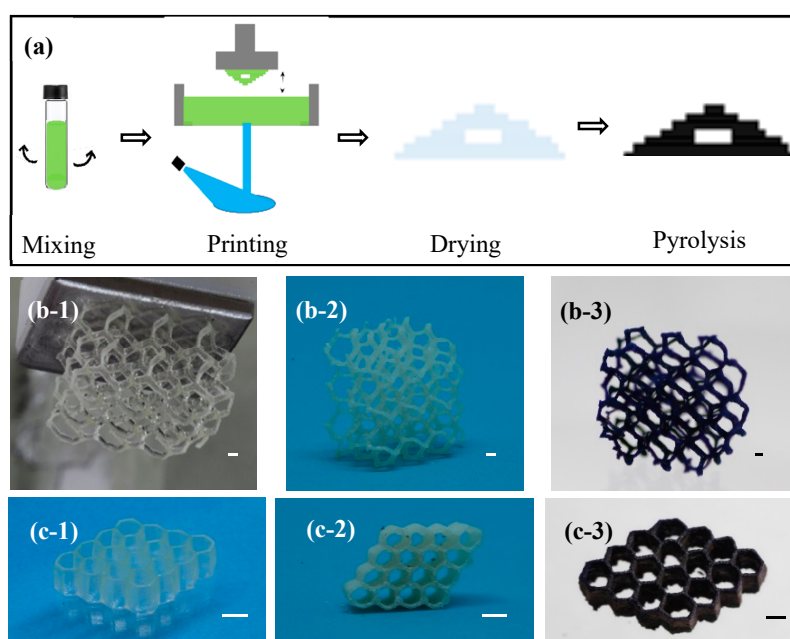 (a)
Mixing
Printing
Drying
Pyrolysis
(b-1)
(b-2)
(b-3)
(c-1)
(c-2)
(c-3)